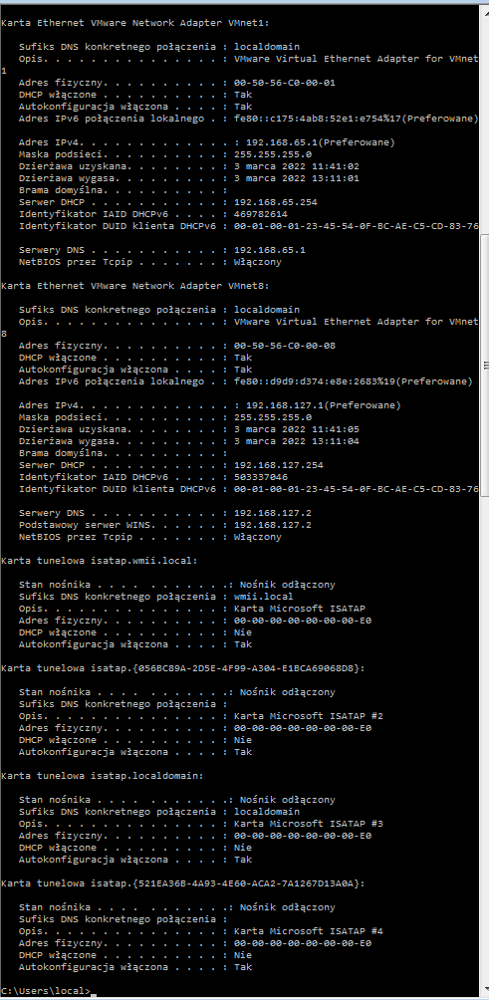 Karta Ethernet VMware Network Adapter VMnet1:
Sufiks DNS konkretnego połączenia : localdomain
Opis. . . . . . . . . . . . . . . : VMware Virtual Ethernet Adapter for VMnet
1
Adres fizyczny. . . . . . . . . . : 00-50-56-C0-00-01
DHCP włączone . . . . . . . . . . : Tak
Autokonfiguracja włączona . . . . : Tak
Adres IPv6 połączenia lokalnego . : fe80::c175:4ab8:52e1:e754%17(Preferowane)
Adres IPv4. . . . . . . . . . . . . : 192.168.65.1(Preferowane)
Maska podsieci. . . . . . . . . . : 255.255.255.0
Dzierżawa uzyskana. . . . . . . . : 3 marca 2022 11:41:02
Dzierżawa wygasa. . . . . . . . . : 3 marca 2022 13:11:01
Brama domyślna. . . . . . . . . . :
Serwer DHCP . . . . . . . . . . . : 192.168.65.254
Identyfikator IAID DHCPv6 . . . . : 469782614
Identyfikator DUID klienta DHCPv6 : 00-01-00-01-23-45-54-0F-BC-AE-C5-CD-83-76
Serwery DNS . . . . . . . . . . . : 192.168.65.1
NetBIOS przez Tcpip . . . . . . . : Włączony
Karta Ethernet VMware Network Adapter VMnet8:
Sufiks DNS konkretnego połączenia : localdomain
Opis. . . . . . . . . . . . . . . : VMware Virtual Ethernet Adapter for VMnet
8
Adres fizyczny. . . . . . . . . . : 00-50-56-C0-00-08
DHCP włączone . . . . . . . . . . : Tak
Autokonfiguracja włączona . . . . : Tak
Adres IPv6 połączenia lokalnego . : fe80::d9d9:d374:e8e:2683%19(Preferowane)
Adres IPv4. . . . . . . . . . . . . : 192.168.127.1(Preferowane)
Maska podsieci. . . . . . . . . . : 255.255.255.0
Dzierżawa uzyskana. . . . . . . . : 3 marca 2022 11:41:05
Dzierżawa wygasa. . . . . . . . . : 3 marca 2022 13:11:04
Brama domyślna. . . . . . . . . . :
Serwer DHCP . . . . . . . . . . . : 192.168.127.254
Identyfikator IAID DHCPv6 . . . . : 503337046
Identyfikator DUID klienta DHCPv6 : 00-01-00-01-23-45-54-0F-BC-AE-C5-CD-83-76
Serwery DNS . . . . . . . . . . . : 192.168.127.2
Podstawowy serwer WINS. . . . . . : 192.168.127.2
NetBIOS przez Tcpip . . . . . . . : Włączony
Karta tunelowa isatap.wmii.local:
Stan nośnika . . . .  . . . . . . .: Nośnik odłączony
Sufiks DNS konkretnego połączenia : wmii.local
Opis. . . . . . . . . . . . . . . : Karta Microsoft ISATAP
Adres fizyczny. . . . . . . . . . : 00-00-00-00-00-00-00-E0
DHCP włączone . . . . . . . . . . : Nie
Autokonfiguracja włączona . . . . : Tak
Karta tunelowa isatap.{056BC89A-2D5E-4F99-A304-E1BCA69068D8}:
Stan nośnika . . . .  . . . . . . .: Nośnik odłączony
Sufiks DNS konkretnego połączenia :
Opis. . . . . . . . . . . . . . . : Karta Microsoft ISATAP #2
Adres fizyczny. . . . . . . . . . : 00-00-00-00-00-00-00-E0
DHCP włączone . . . . . . . . . . : Nie
Autokonfiguracja włączona . . . . : Tak
Karta tunelowa isatap.localdomain:
Stan nośnika . . . .  . . . . . . .: Nośnik odłączony
Sufiks DNS konkretnego połączenia : localdomain
Opis. . . . . . . . . . . . . . . : Karta Microsoft ISATAP #3
Adres fizyczny. . . . . . . . . . : 00-00-00-00-00-00-00-E0
DHCP włączone . . . . . . . . . . : Nie
Autokonfiguracja włączona . . . . : Tak
Karta tunelowa isatap.{521EA36B-4A93-4E60-ACA2-7A1267D13A0A}:
Stan nośnika . . . .  . . . . . . .: Nośnik odłączony
Sufiks DNS konkretnego połączenia :
Opis. . . . . . . . . . . . . . . : Karta Microsoft ISATAP #4
Adres fizyczny. . . . . . . . . . : 00-00-00-00-00-00-00-E0
DHCP włączone . . . . . . . . . . : Nie
Autokonfiguracja włączona . . . . : Tak
C:\Users\local>